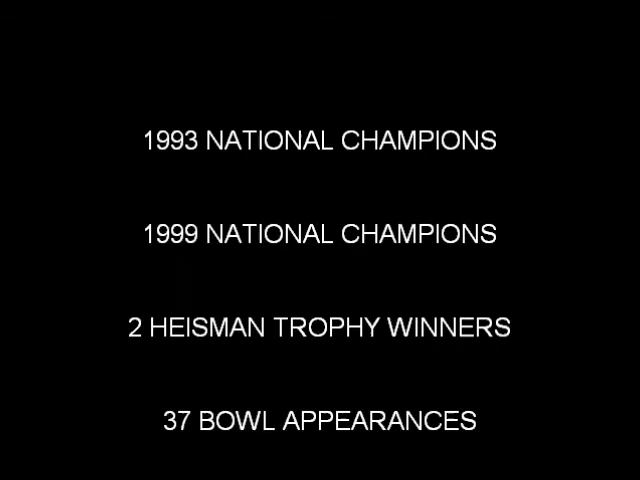 1993 NATIONAL CHAMPIONS
1999 NATIONAL CHAMPIONS
2 HEISMAN TROPHY WINNERS
37 BOWL APPEARANCES